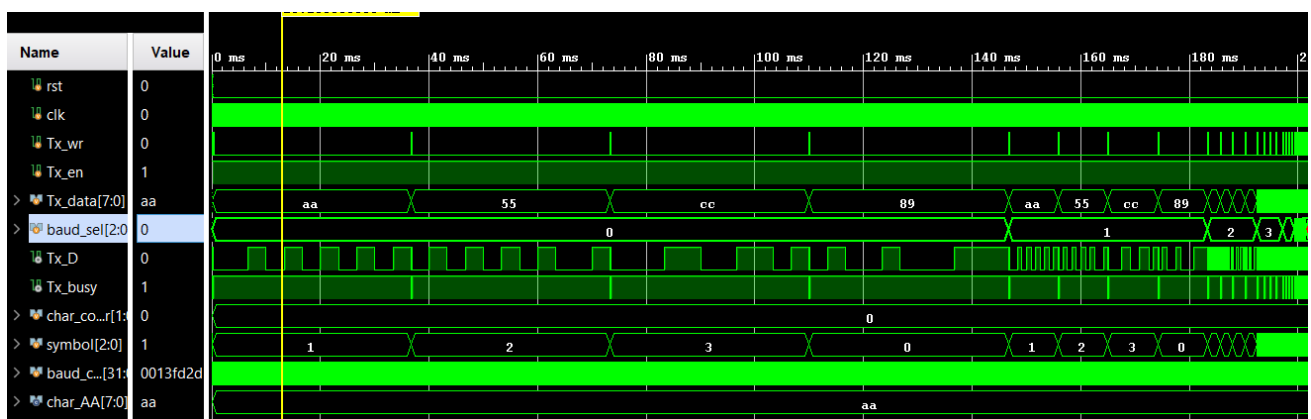 Name Value 0 ms 20 ms 40 ms 60 ms 80 ms 100 ms 120 ms 140 ms 160 ms 180 ms
rst 0
clk 0
Tx_wr 0
Tx_en 1
Tx_data[7:0] aa aa 55 cc 89 aa 55 cc 89
baud_sel[2:0 0 0 1 2 3
Tx_D 0
Tx_busy 1
char_co...r[1: 0 0
symbol[2:0] 1 1 2 3 0 1 2 3 0
baud_c...[31: 0013fd2d
char_AA[7:0] aa aa